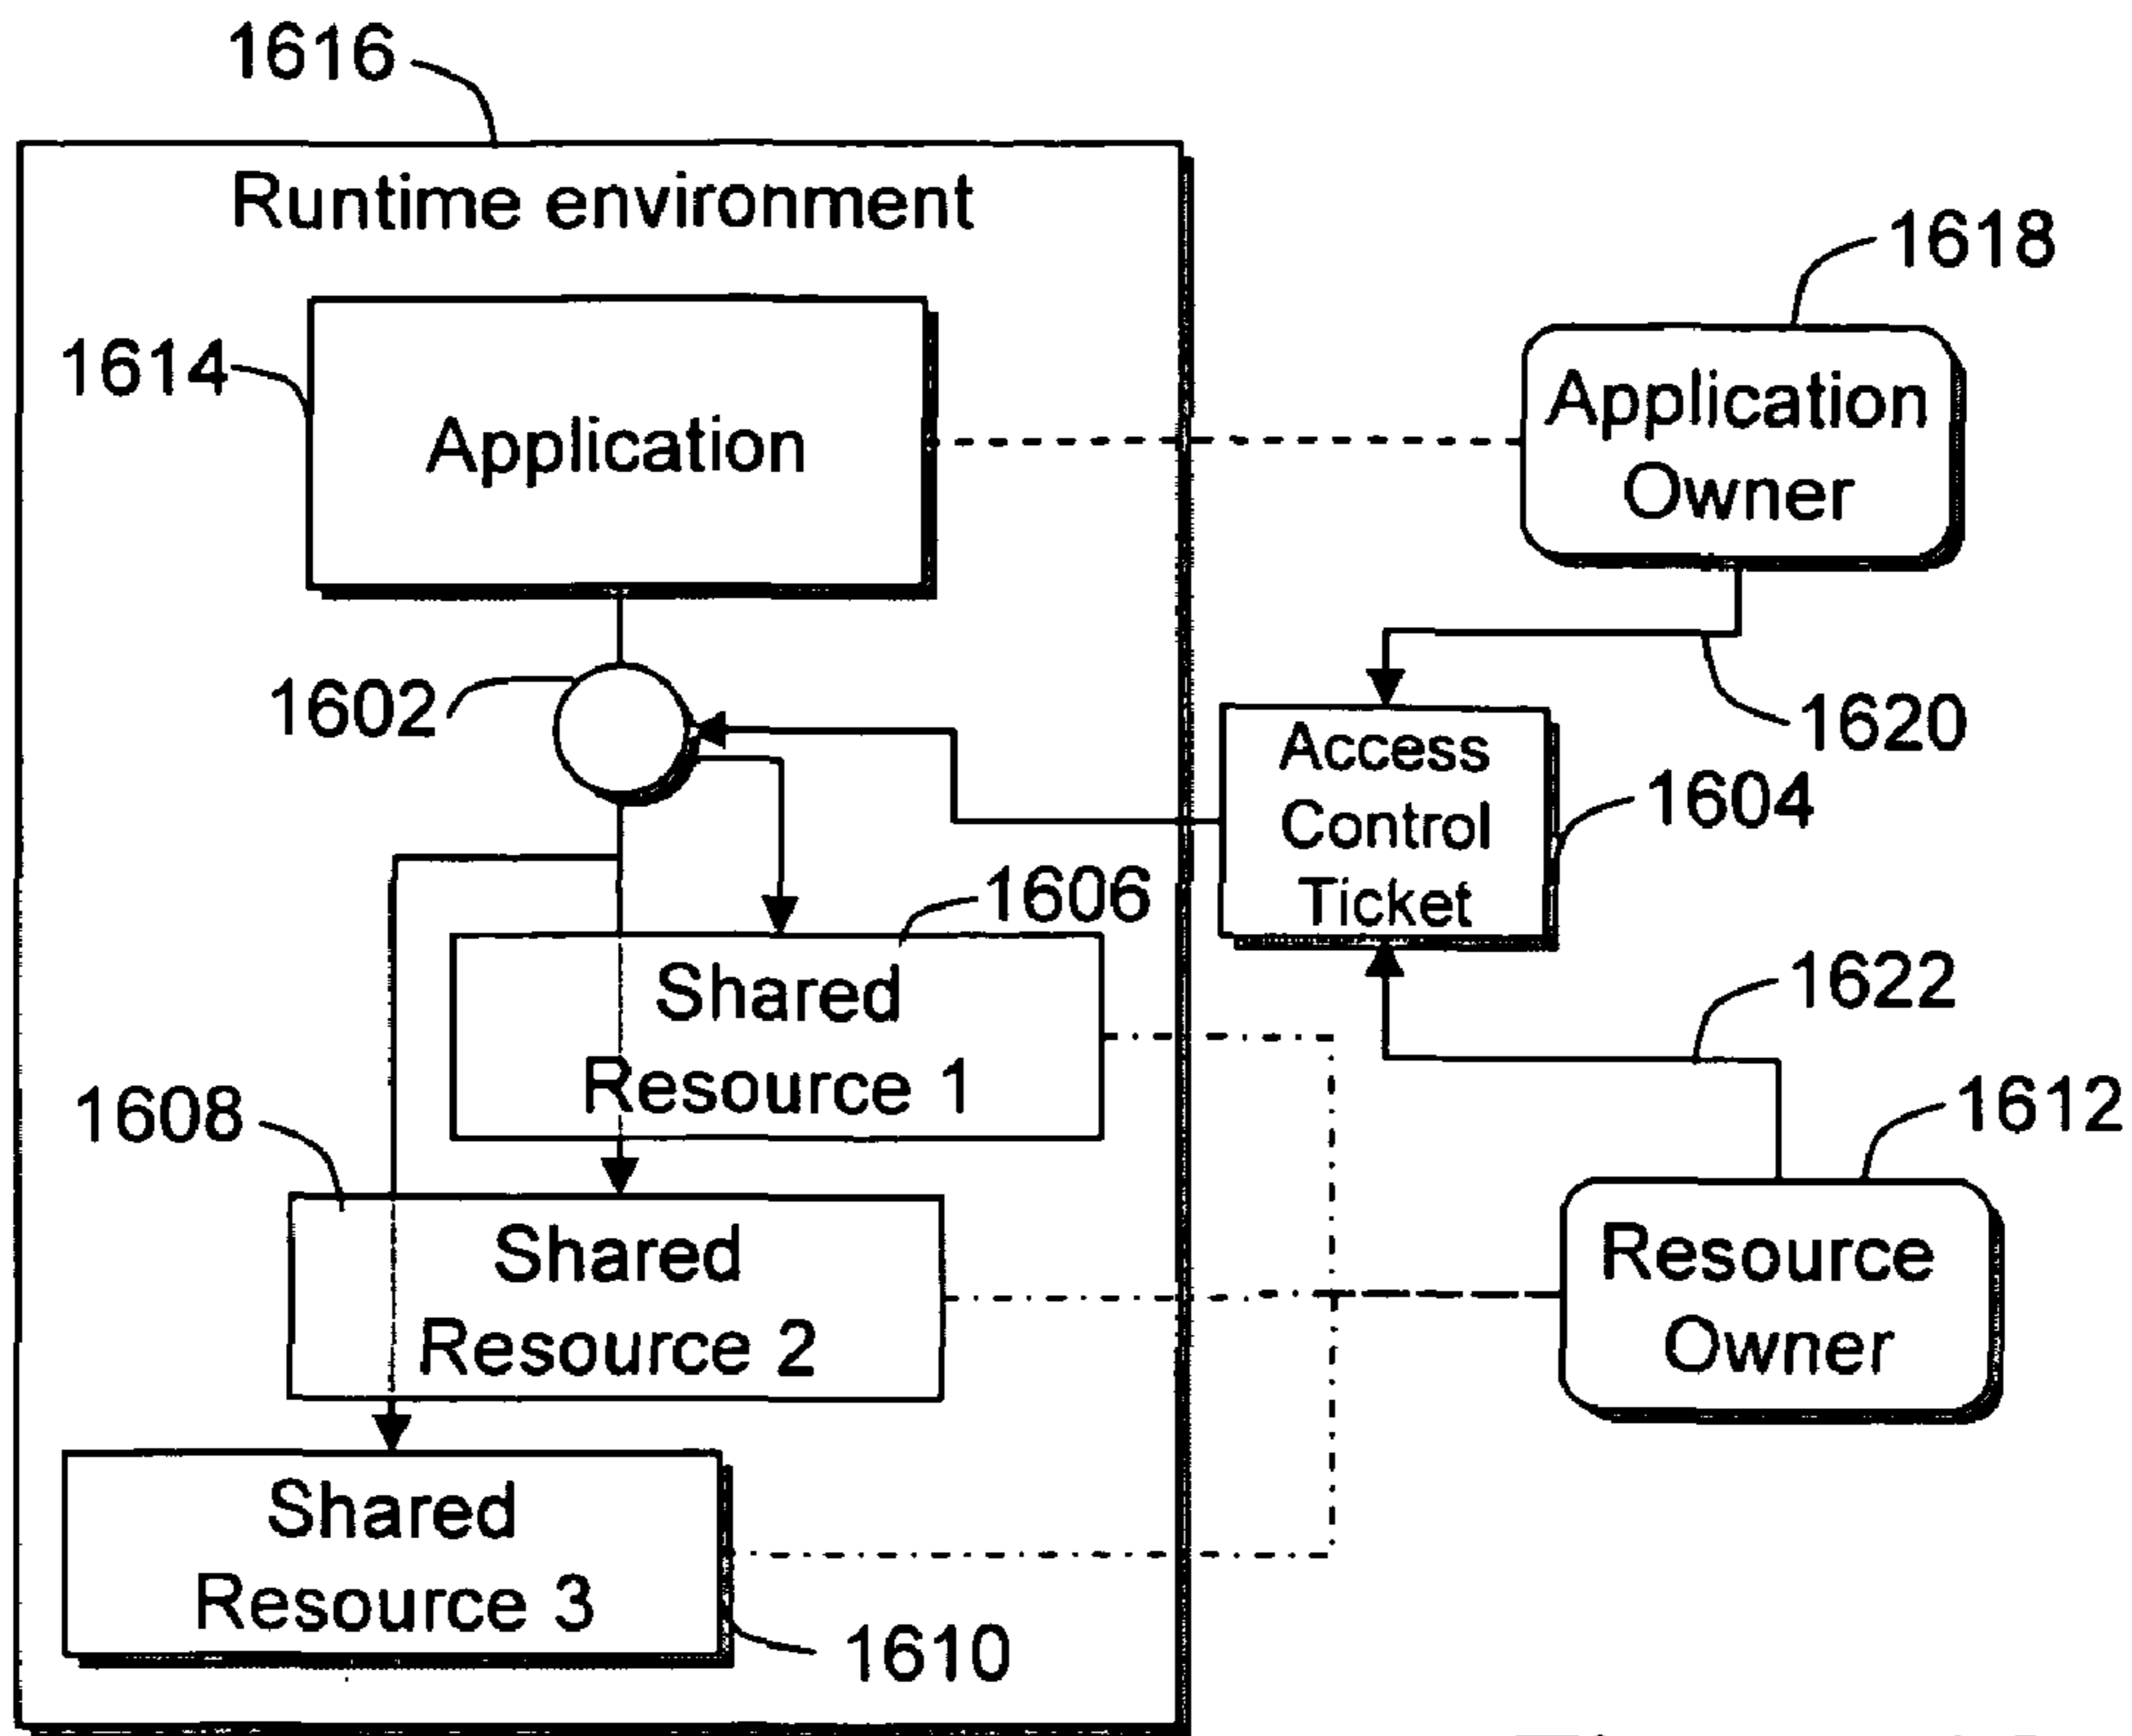 1616
Runtime environment
1618
1614
Application
Application
Owner
1602
1620
Access
Control
Ticket
1604
1606
Shared
Resource 1
1622
1608
1612
Shared
Resource 2
Resource
Owner
Shared
Resource 3
1610